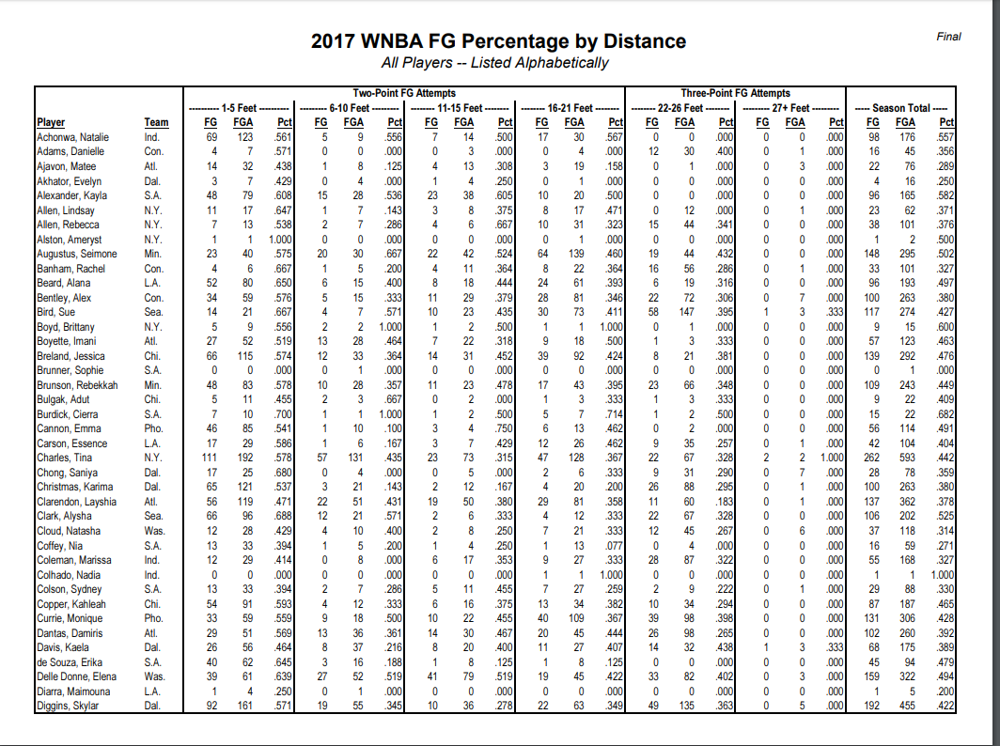 Final
2017 WNBA FG Percentage by Distance
All Players -- Listed Alphabetically
Two-Point FG Attempts Three-Point FG Attempts
---------- 1-5 Feet ---------- -------- 6-10 Feet -------- -------- 11-15 Feet -------- -------- 16-21 Feet -------- -------- 22-26 Feet -------- --------- 27+ Feet --------- ----- Season Total -----
Player Team FG FGA Pct FG FGA Pct FG FGA Pct FG FGA Pct FG FGA Pct FG FGA Pct FG FGA Pct
Achonwa, Natalie Ind. 69 123 .561 5 9 .556 7 14 .500 17 30 .567 0 0 .000 0 0 .000 98 176 .557
Adams, Danielle Con. 4 7 .571 0 0 .000 0 3 .000 0 4 .000 12 30 .400 0 1 .000 16 45 .356
Ajavon, Matee Atl. 14 32 .438 1 8 .125 4 13 .308 3 19 .158 0 1 .000 0 3 .000 22 76 .289
Akhator, Evelyn Dal. 3 7 .429 0 4 .000 1 4 .250 0 1 .000 0 0 .000 0 0 .000 4 16 .250
Alexander, Kayla S.A. 48 79 .608 15 28 .536 23 38 .605 10 20 .500 0 0 .000 0 0 .000 96 165 .582
Allen, Lindsay N.Y. 11 17 .647 1 7 .143 3 8 .375 8 17 .471 0 12 .000 0 1 .000 23 62 .371
Allen, Rebecca N.Y. 7 13 .538 2 7 .286 4 6 .667 10 31 .323 15 44 .341 0 0 .000 38 101 .376
Alston, Ameryst N.Y. 1 1 1.000 0 0 .000 0 0 .000 0 1 .000 0 0 .000 0 0 .000 1 2 .500
Augustus, Seimone Min. 23 40 .575 20 30 .667 22 42 .524 64 139 .460 19 44 .432 0 0 .000 148 295 .502
Banham, Rachel Con. 4 6 .667 1 5 .200 4 11 .364 8 22 .364 16 56 .286 0 1 .000 33 101 .327
Beard, Alana L.A. 52 80 .650 6 15 .400 8 18 .444 24 61 .393 6 19 .316 0 0 .000 96 193 .497
Bentley, Alex Con. 34 59 .576 5 15 .333 11 29 .379 28 81 .346 22 72 .306 0 7 .000 100 263 .380
Bird, Sue Sea. 14 21 .667 4 7 .571 10 23 .435 30 73 .411 58 147 .395 1 3 .333 117 274 .427
Boyd, Brittany N.Y. 5 9 .556 2 2 1.000 1 2 .500 1 1 1.000 0 1 .000 0 0 .000 9 15 .600
Boyette, Imani Atl. 27 52 .519 13 28 .464 7 22 .318 9 18 .500 1 3 .333 0 0 .000 57 123 .463
Breland, Jessica Chi. 66 115 .574 12 33 .364 14 31 .452 39 92 .424 8 21 .381 0 0 .000 139 292 .476
Brunner, Sophie S.A. 0 0 .000 0 1 .000 0 0 .000 0 0 .000 0 0 .000 0 0 .000 0 1 .000
Brunson, Rebekkah Min. 48 83 .578 10 28 .357 11 23 .478 17 43 .395 23 66 .348 0 0 .000 109 243 .449
Bulgak, Adut Chi. 5 11 .455 2 3 .667 0 2 .000 1 3 .333 1 3 .333 0 0 .000 9 22 .409
Burdick, Cierra S.A. 7 10 .700 1 1 1.000 1 2 .500 5 7 .714 1 2 .500 0 0 .000 15 22 .682
Cannon, Emma Pho. 46 85 .541 1 10 .100 3 4 .750 6 13 .462 0 2 .000 0 0 .000 56 114 .491
Carson, Essence L.A. 17 29 .586 1 6 .167 3 7 .429 12 26 .462 9 35 .257 0 1 .000 42 104 .404
Charles, Tina N.Y. 111 192 .578 57 131 .435 23 73 .315 47 128 .367 22 67 .328 2 2 1.000 262 593 .442
Chong, Saniya Dal. 17 25 .680 0 4 .000 0 5 .000 2 6 .333 9 31 .290 0 7 .000 28 78 .359
Christmas, Karima Dal. 65 121 .537 3 21 .143 2 12 .167 4 20 .200 26 88 .295 0 1 .000 100 263 .380
Clarendon, Layshia Atl. 56 119 .471 22 51 .431 19 50 .380 29 81 .358 11 60 .183 0 1 .000 137 362 .378
Clark, Alysha Sea. 66 96 .688 12 21 .571 2 6 .333 4 12 .333 22 67 .328 0 0 .000 106 202 .525
Cloud, Natasha Was. 12 28 .429 4 10 .400 2 8 .250 7 21 .333 12 45 .267 0 6 .000 37 118 .314
Coffey, Nia S.A. 13 33 .394 1 5 .200 1 4 .250 1 13 .077 0 4 .000 0 0 .000 16 59 .271
Coleman, Marissa Ind. 12 29 .414 0 8 .000 6 17 .353 9 27 .333 28 87 .322 0 0 .000 55 168 .327
Colhado, Nadia Ind. 0 0 .000 0 0 .000 0 0 .000 1 1 1.000 0 0 .000 0 0 .000 1 1 1.000
Colson, Sydney S.A. 13 33 .394 2 7 .286 5 11 .455 7 27 .259 2 9 .222 0 1 .000 29 88 .330
Copper, Kahleah Chi. 54 91 .593 4 12 .333 6 16 .375 13 34 .382 10 34 .294 0 0 .000 87 187 .465
Currie, Monique Pho. 33 59 .559 9 18 .500 10 22 .455 40 109 .367 39 98 .398 0 0 .000 131 306 .428
Dantas, Damiris Atl. 29 51 .569 13 36 .361 14 30 .467 20 45 .444 26 98 .265 0 0 .000 102 260 .392
Davis, Kaela Dal. 26 56 .464 8 37 .216 8 20 .400 11 27 .407 14 32 .438 1 3 .333 68 175 .389
de Souza, Erika S.A. 40 62 .645 3 16 .188 1 8 .125 1 8 .125 0 0 .000 0 0 .000 45 94 .479
Delle Donne, Elena Was. 39 61 .639 27 52 .519 41 79 .519 19 45 .422 33 82 .402 0 3 .000 159 322 .494
Diarra, Maimouna L.A. 1 4 .250 0 1 .000 0 0 .000 0 0 .000 0 0 .000 0 0 .000 1 5 .200
Diggins, Skylar Dal. 92 161 .571 19 55 .345 10 36 .278 22 63 .349 49 135 .363 0 5 .000 192 455 .422